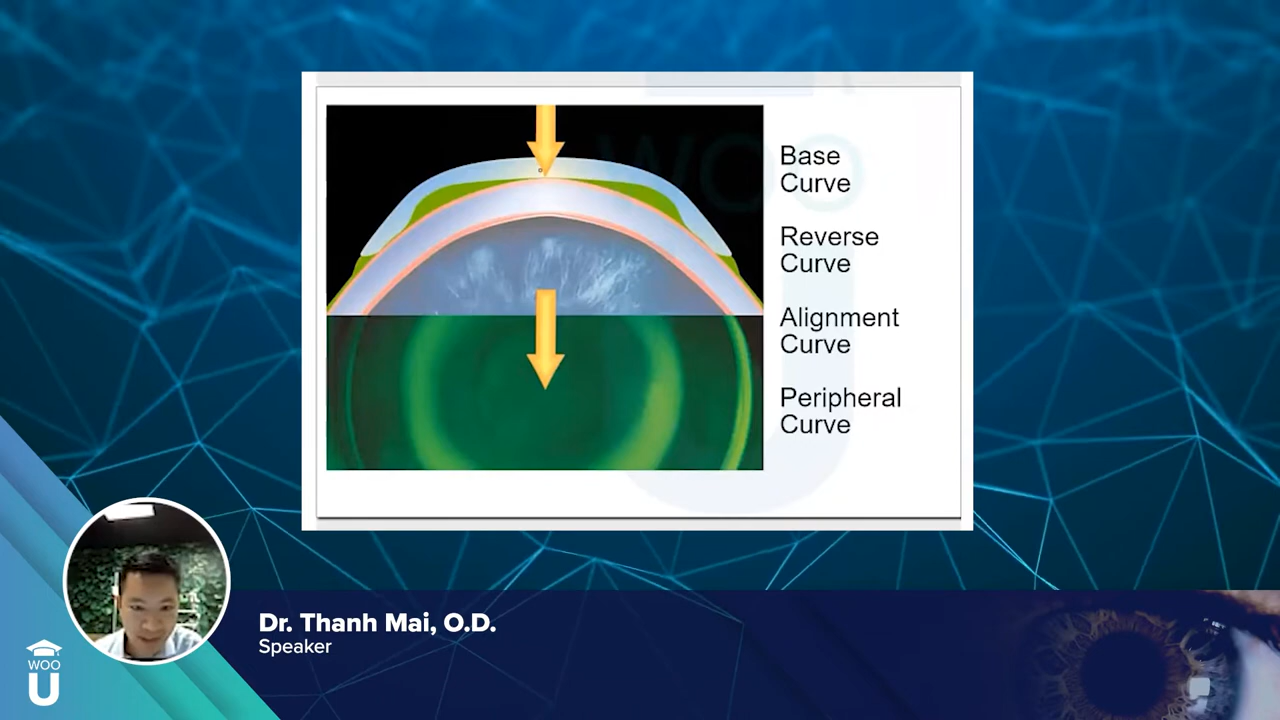 Base
Curve
Reverse
Curve
Alignment
Curve
Peripheral
Curve
Dr. Thanh Mai, O.D.
Speaker
WOO
U